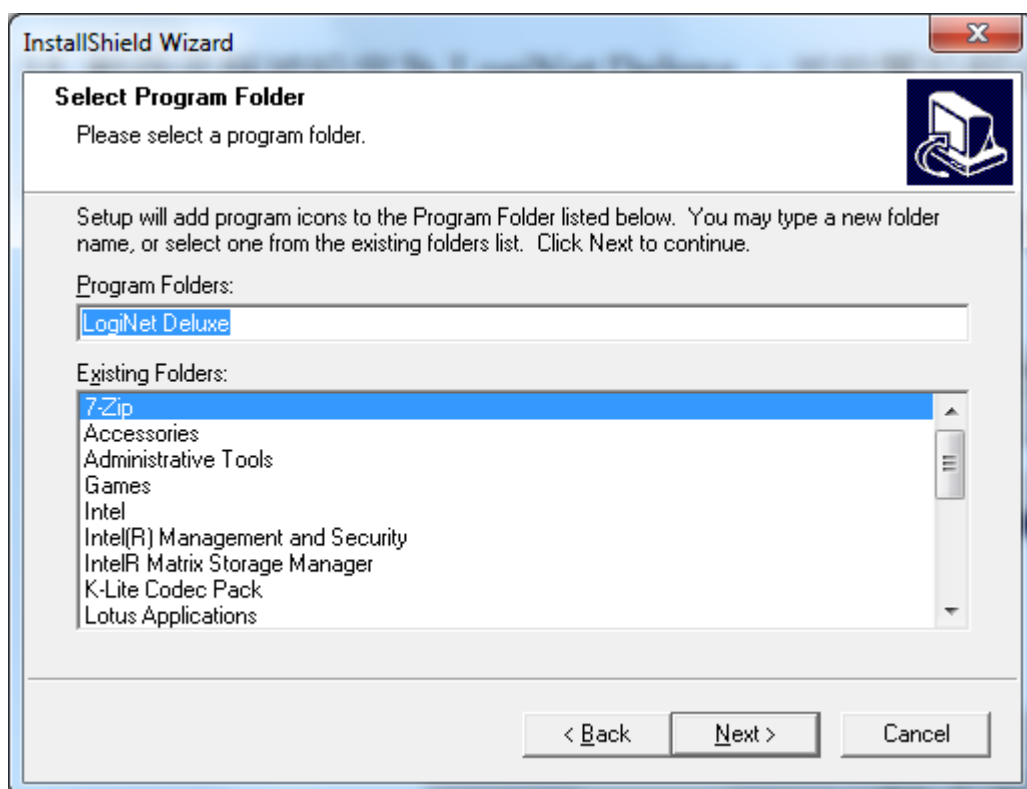 InstallShield Wizard
Select Program Folder
Please select a program folder.
Setup will add program icons to the Program Folder listed below.  You may type a new folder
name, or select one from the existing folders list.  Click Next to continue.
Program Folders:
LogiNet Deluxe
Existing Folders:
7-Zip
Accessories
Administrative Tools
Games
Intel
Intel(R) Management and Security
IntelR Matrix Storage Manager
K-Lite Codec Pack
Lotus Applications
< Back
Next >
Cancel